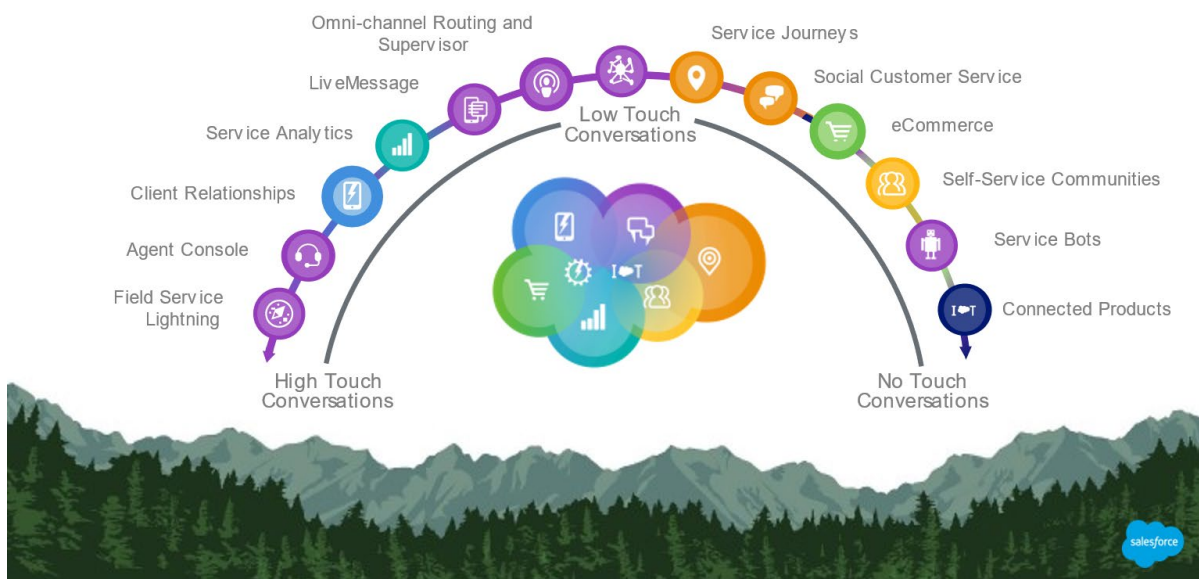 Omni-channel Routing and
Supervisor
Service Journeys
LiveMessage
Social Customer Service
Low Touch
Conversations
Service Analytics
eCommerce
Client Relationships
Self-Service Communities
Agent Console
Service Bots
IoT
Field Service
Lightning
IoT
Connected Products
High Touch
Conversations
No Touch
Conversations
salesforce